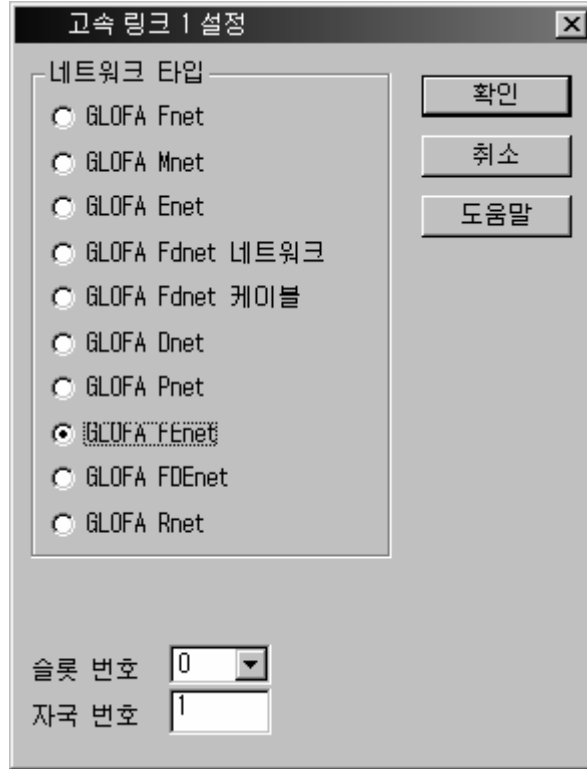 고속 링크 1 설정
네트워크 타입
GLOFA Fnet
GLOFA Mnet
GLOFA Enet
GLOFA Fdnet 네트워크
GLOFA Fdnet 케이블
GLOFA Dnet
GLOFA Pnet
GLOFA FEnet
GLOFA FDEnet
GLOFA Rnet
확인
취소
도움말
슬롯 번호 0
자국 번호 1